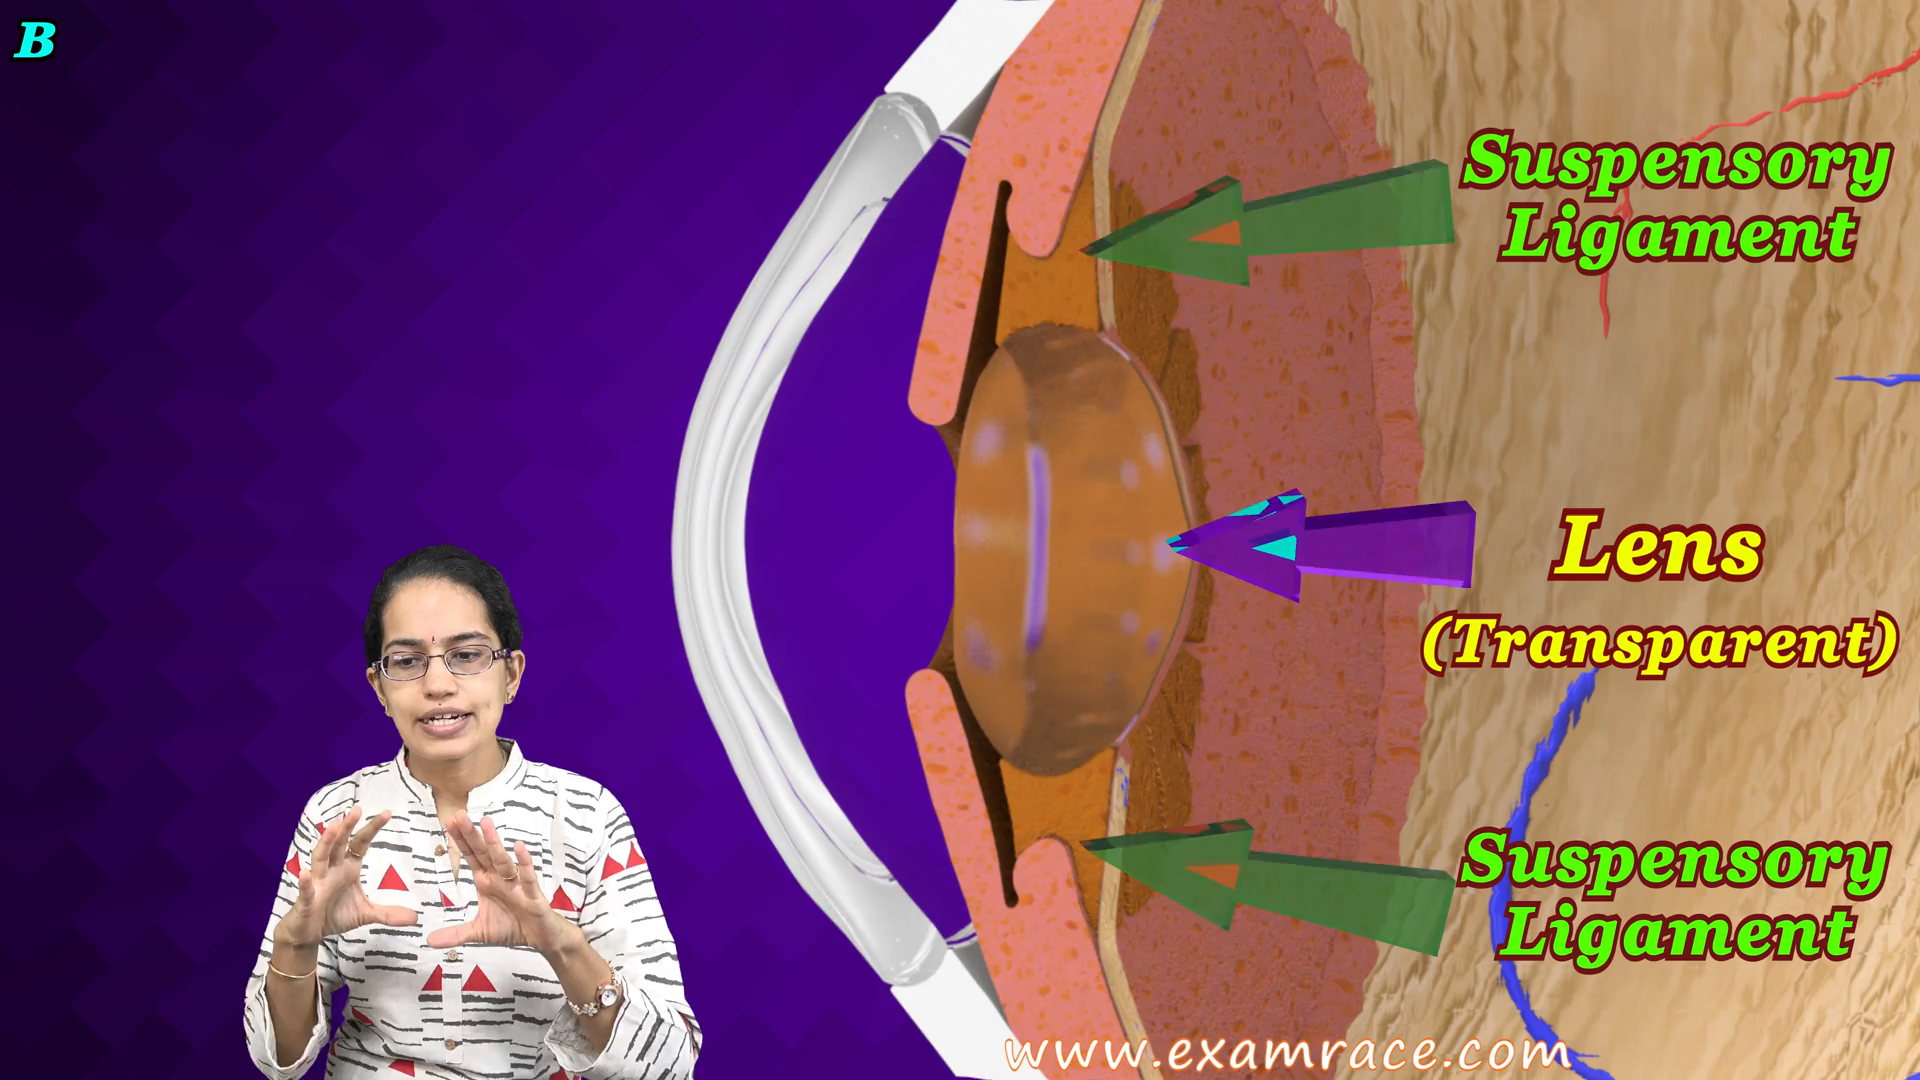 B
Suspensory
Ligament
Lens
(Transparent)
Suspensory
Ligament
www.examrace.com